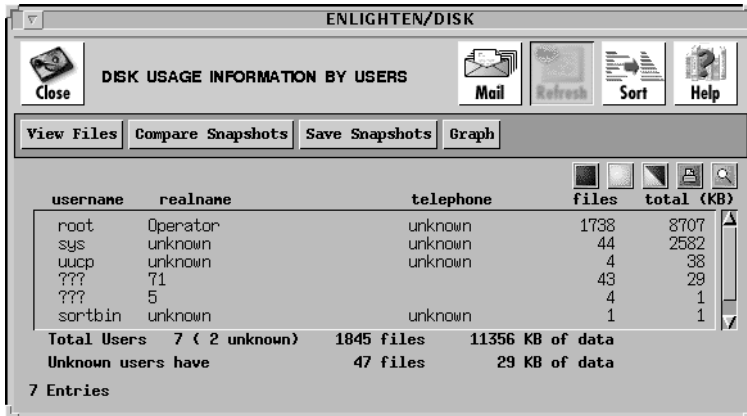 ENLIGHTEN/DISK
Close
DISK USAGE INFORMATION BY USERS
Mail Refresh Sort Help
View Files Compare Snapshots Save Snapshots Graph
username realname telephone files total (KB)
root Operator unknown 1738 8707
sys unknown unknown 44 2582
uucp unknown unknown 4 38
??? 71 43 29
??? 5 4 1
sortbin unknown unknown 1 1
Total Users 7 ( 2 unknown) 1845 files 11356 KB of data
Unknown users have 47 files 29 KB of data
7 Entries